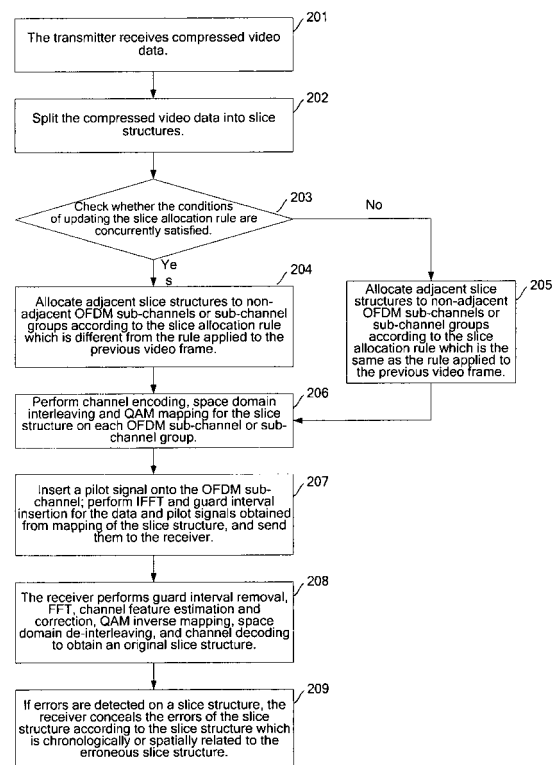 201
The transmitter receives compressed video
data.
202
Split the compressed video data into slice
structures.
203
Check whether the conditions
of updating the slice allocation rule are
concurrently satisfied.
No
Ye
s
204
Allocate adjacent slice structures to non-
adjacent OFDM sub-channels or sub-channel
groups according to the slice allocation rule
which is different from the rule applied to the
previous video frame.
205
Allocate adjacent slice
structures to non-adjacent
OFDM sub-channels or
sub-channel groups
according to the slice
allocation rule which is the
same as the rule applied to
the previous video frame.
206
Perform channel encoding, space domain
interleaving and QAM mapping for the slice
structure on each OFDM sub-channel or sub-
channel group.
207
Insert a pilot signal onto the OFDM sub-
channel; perform IFFT and guard interval
insertion for the data and pilot signals obtained
from mapping of the slice structure, and send
them to the receiver.
208
The receiver performs guard interval removal,
FFT, channel feature estimation and
correction, QAM inverse mapping, space
domain de-interleaving, and channel decoding
to obtain an original slice structure.
209
If errors are detected on a slice structure, the
receiver conceals the errors of the slice
structure according to the slice structure which
is chronologically or spatially related to the
erroneous slice structure.